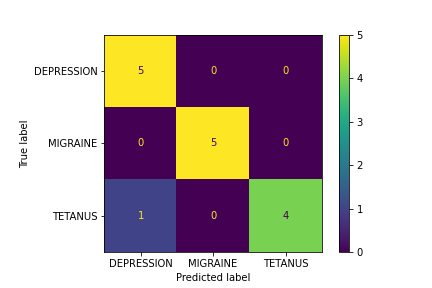 DEPRESSION 5 0 0
MIGRAINE 0 5 0
TETANUS 1 0 4
DEPRESSION MIGRAINE TETANUS
Predicted label
True label
5
4
3
2
1
0